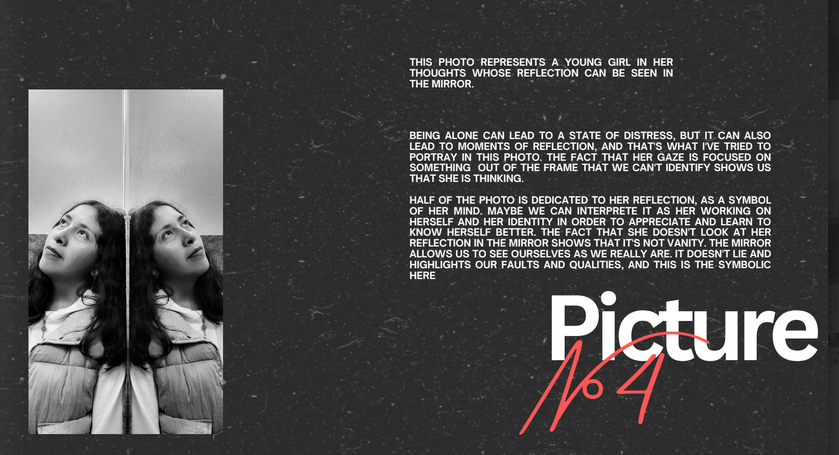 THIS PHOTO REPRESENTS A YOUNG GIRL IN HER
THOUGHTS WHOSE REFLECTION CAN BE SEEN IN
THE MIRROR.
BEING ALONE CAN LEAD TO A STATE OF DISTRESS, BUT IT CAN ALSO
LEAD TO MOMENTS OF REFLECTION, AND THAT'S WHAT I'VE TRIED TO
PORTRAY IN THIS PHOTO. THE FACT THAT HER GAZE IS FOCUSED ON
SOMETHING OUT OF THE FRAME THAT WE CAN'T IDENTIFY SHOWS US
THAT SHE IS THINKING.
HALF OF THE PHOTO IS DEDICATED TO HER REFLECTION, AS A SYMBOL
OF HER MIND. MAYBE WE CAN INTERPRETE IT AS HER WORKING ON
HERSELF AND HER IDENTITY IN ORDER TO APPRECIATE AND LEARN TO
KNOW HERSELF BETTER. THE FACT THAT SHE DOESN'T LOOK AT HER
REFLECTION IN THE MIRROR SHOWS THAT IT'S NOT VANITY. THE MIRROR
ALLOWS US TO SEE OURSELVES AS WE REALLY ARE. IT DOESN'T LIE AND
HIGHLIGHTS OUR FAULTS AND QUALITIES, AND THIS IS THE SYMBOLIC
HERE
Picture
No 4